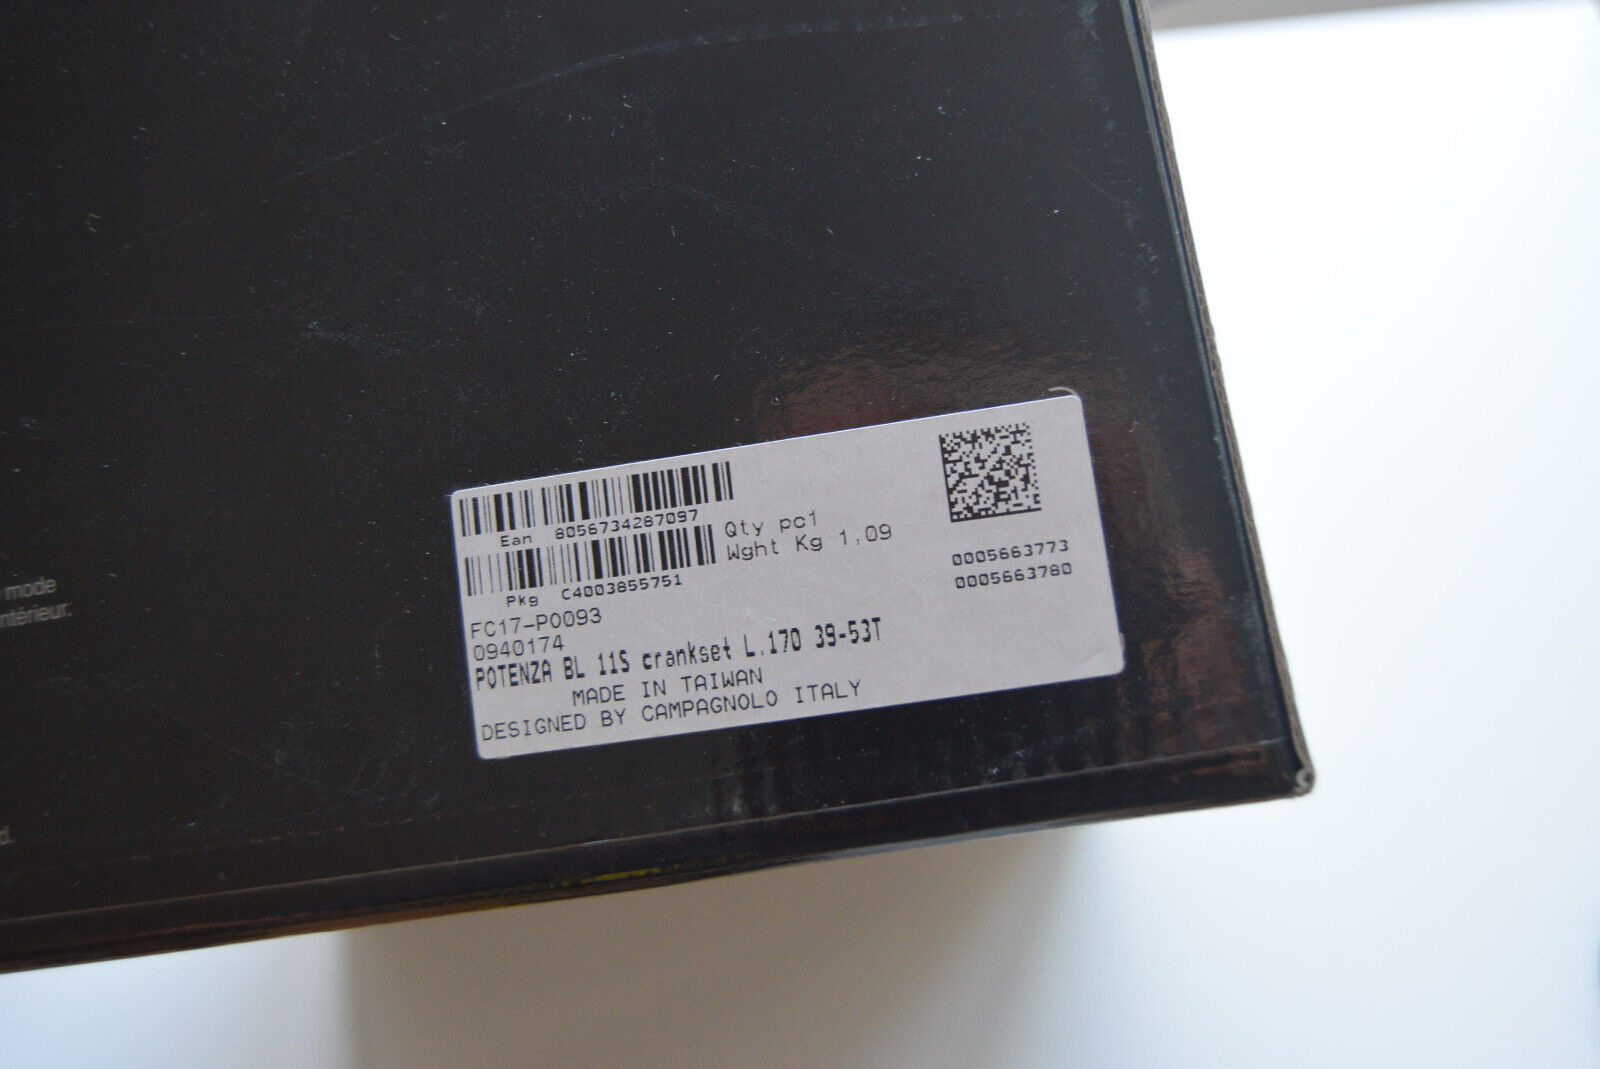 mode
intérieur.
d.
Ean 8056734287097
Qty pc1
Pkg C4003855751
Wght Kg 1,09
0005663773
0005663780
FC17-P0093
0940174
POTENZA BL 11S crankset L.170 39-53T
MADE IN TAIWAN
DESIGNED BY CAMPAGNOLO ITALY